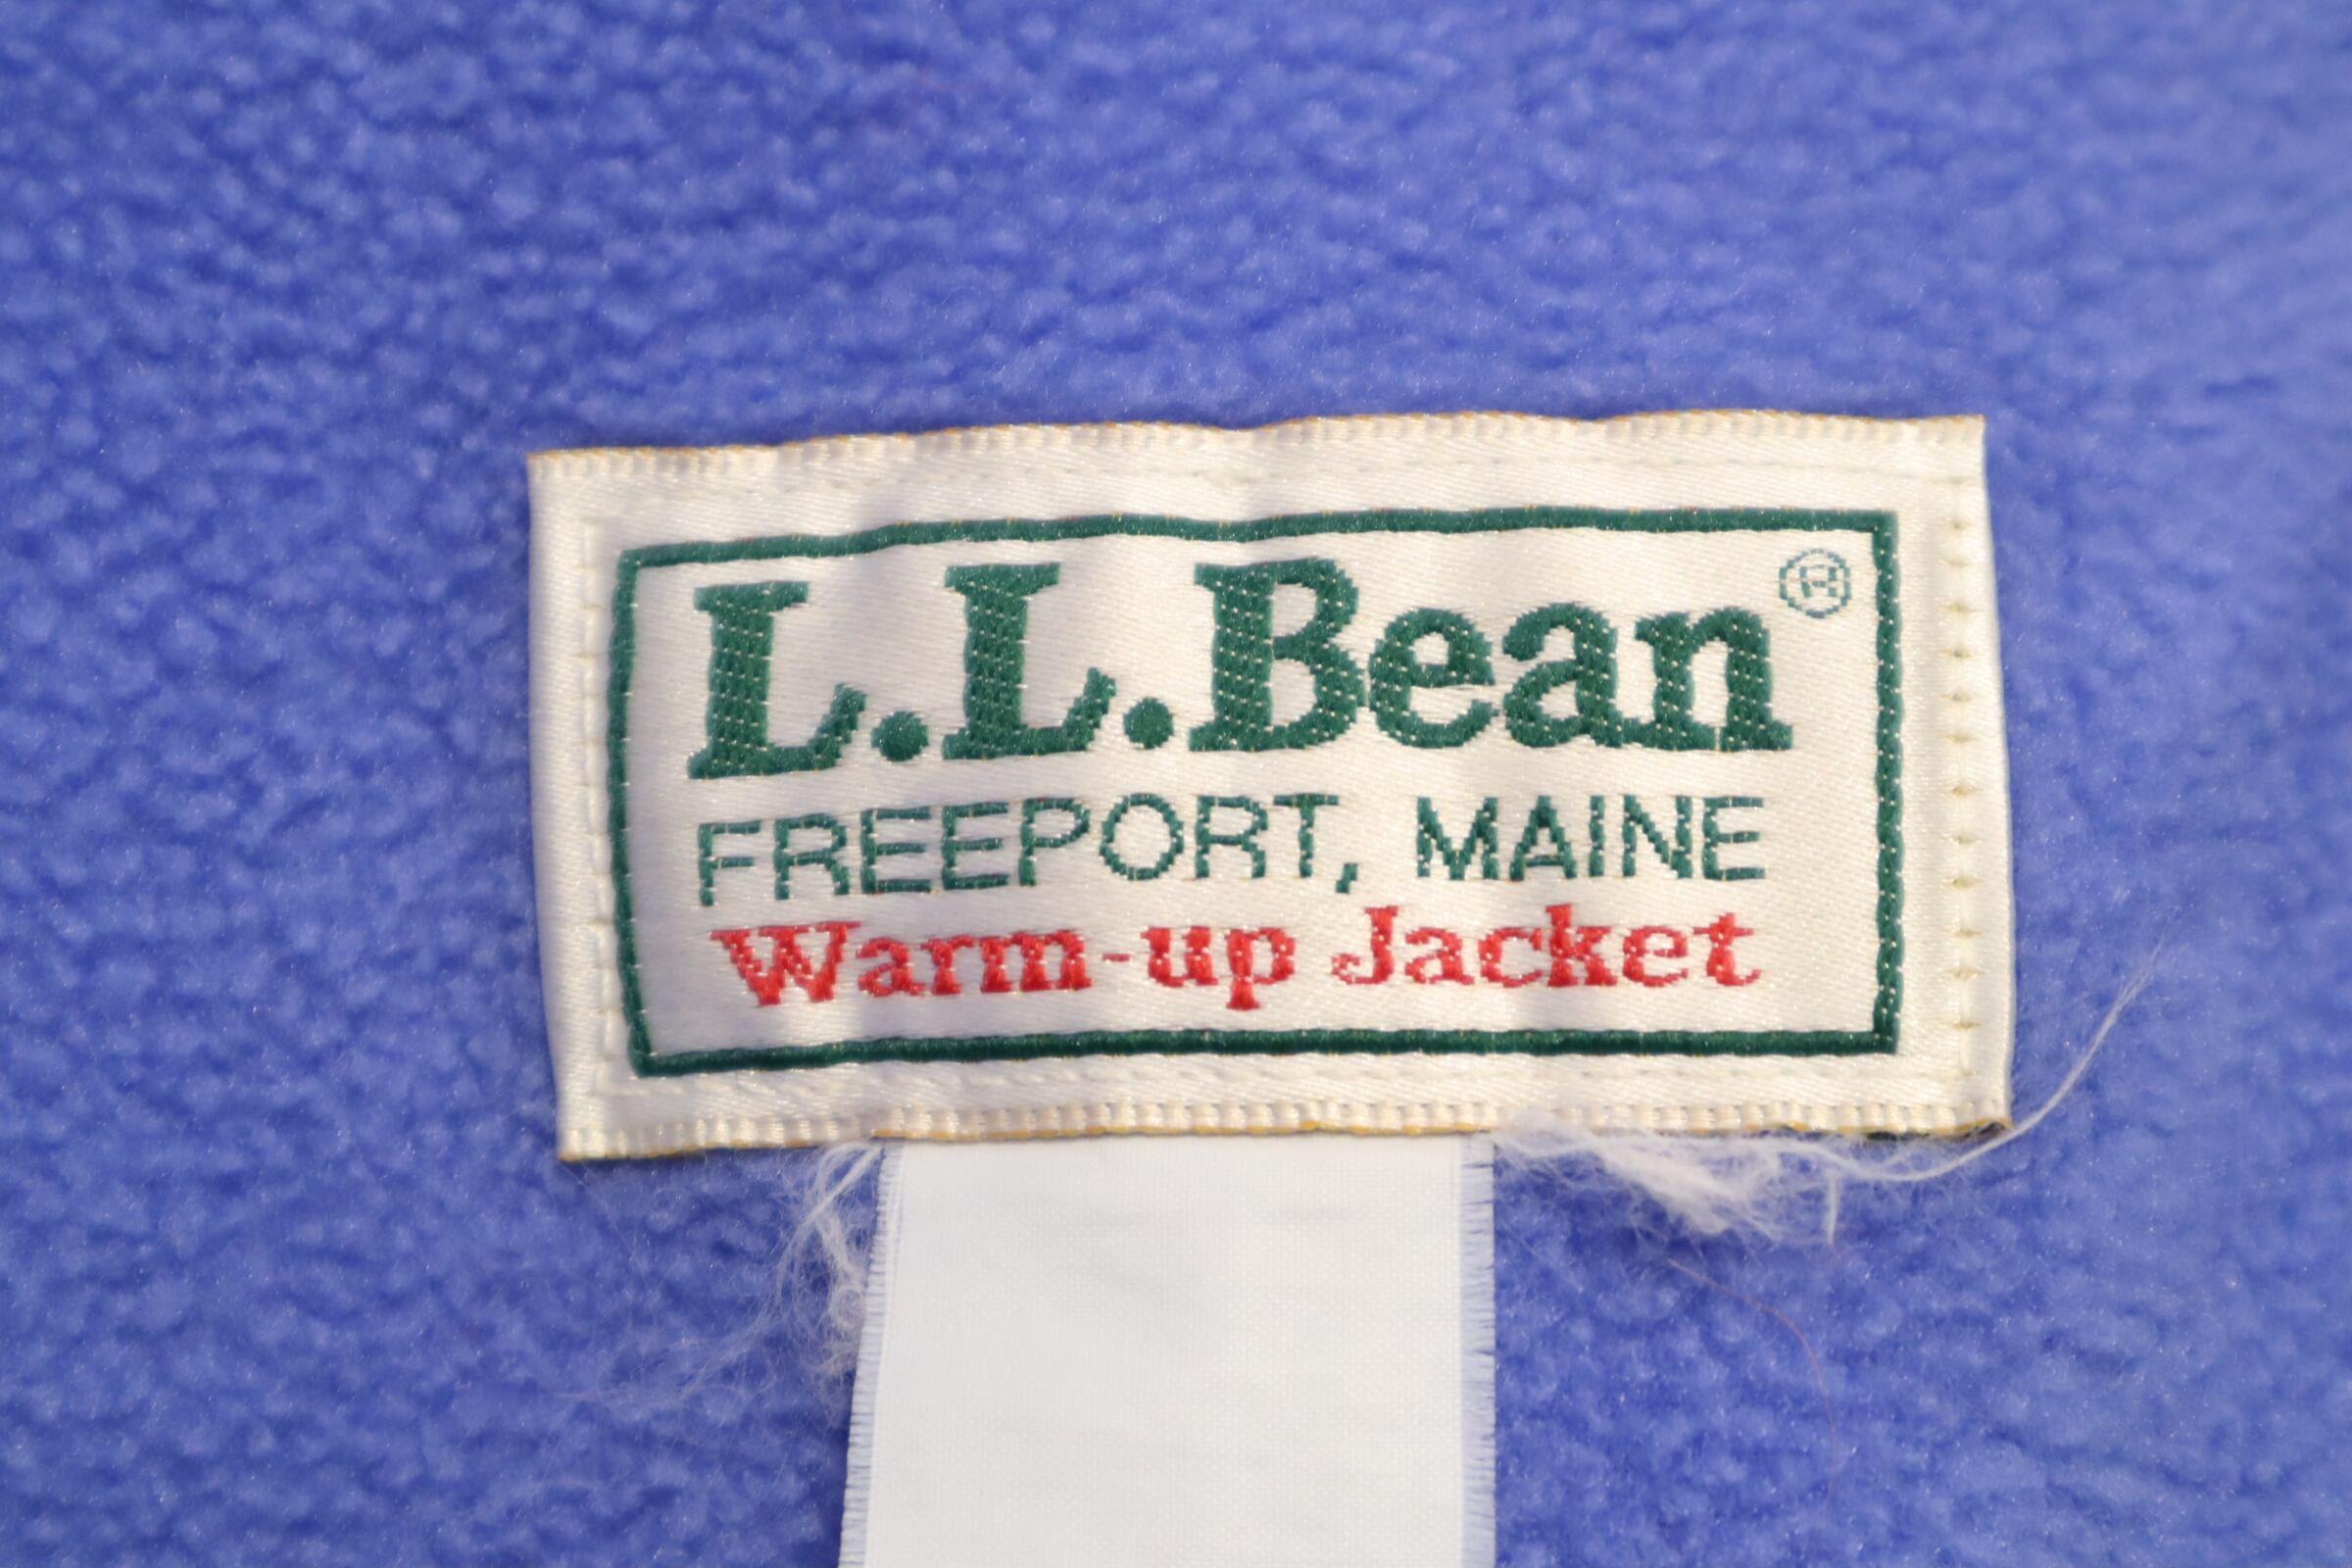 L.L.Bean®
FREEPORT, MAINE
Warm-up Jacket